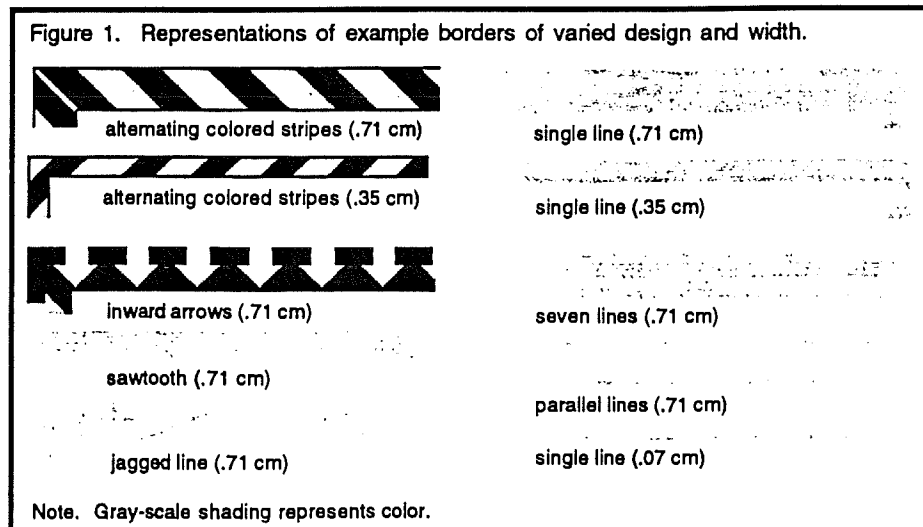 Figure 1. Representations of example borders of varied design and width.
alternating colored stripes (.71 cm)
alternating colored stripes (.35 cm)
inward arrows (.71 cm)
sawtooth (.71 cm)
jagged line (.71 cm)
single line (.71 cm)
single line (.35 cm)
seven lines (.71 cm)
parallel lines (.71 cm)
single line (.07 cm)
Note. Gray-scale shading represents color.